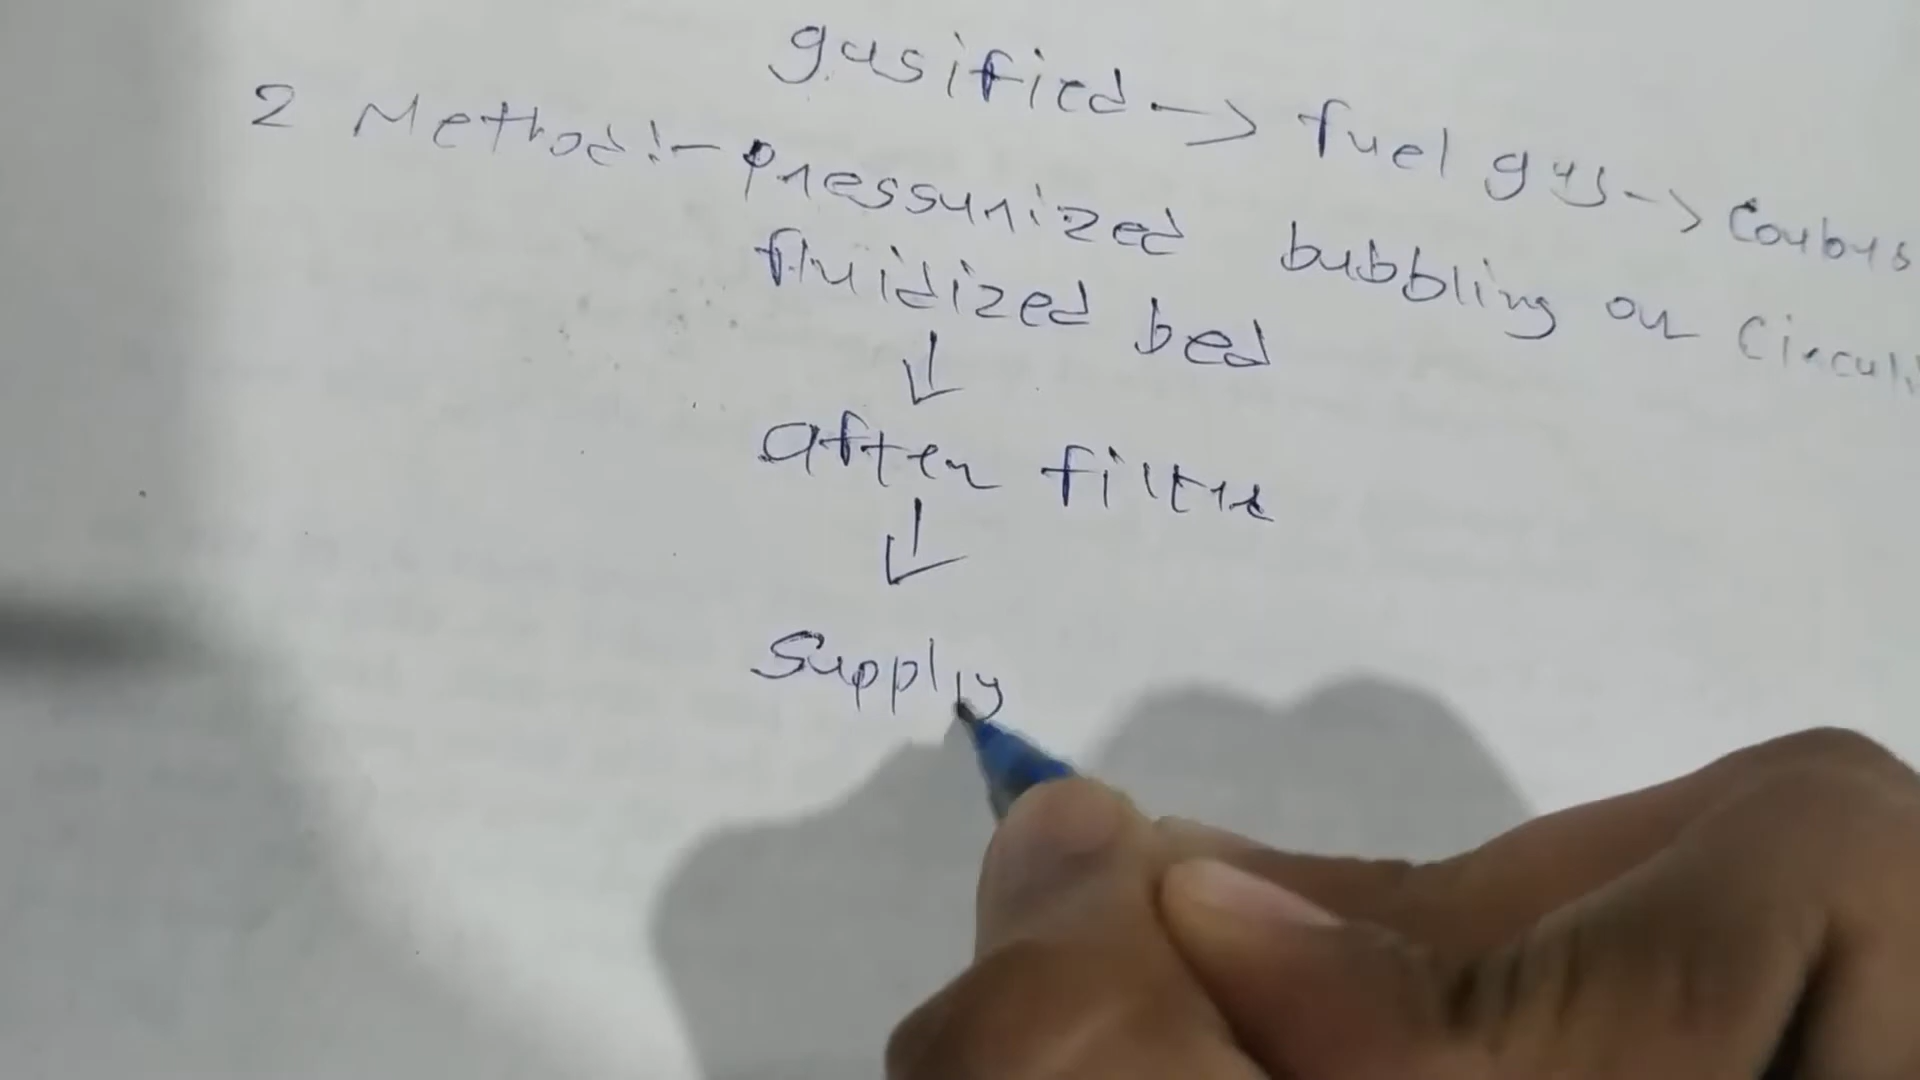 gasified -> fuel gas -> Combus
2 Method:- Pressurized bubbling or Circul
fluidized bed
↓
after filter
↓
Supply